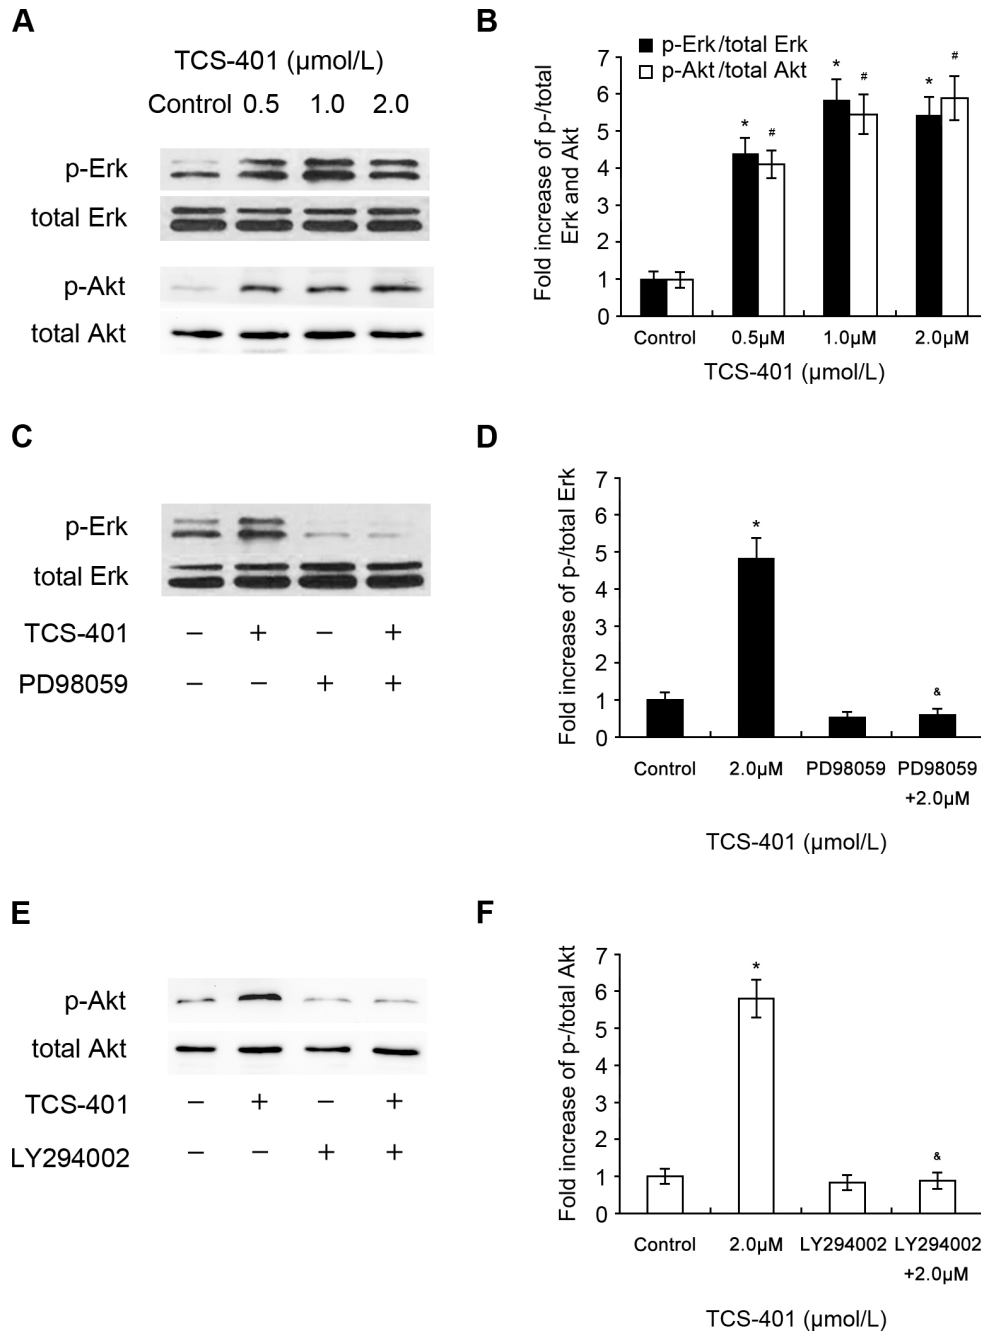 A
TCS-401 (μmol/L)
Control 0.5 1.0 2.0
p-Erk
total Erk
p-Akt
total Akt
B
p-Erk/total Erk
p-Akt/total Akt
Fold increase of p-/total
Erk and Akt
7
6
5
4
3
2
1
0
* # * # * #
Control 0.5μM 1.0μM 2.0μM
TCS-401 (μmol/L)
C
p-Erk
total Erk
TCS-401 − + − +
PD98059 − − + +
D
Fold increase of p-/total Erk
7
6
5
4
3
2
1
0
* &
Control 2.0μM PD98059 PD98059
+2.0μM
TCS-401 (μmol/L)
E
p-Akt
total Akt
TCS-401 − + − +
LY294002 − − + +
F
Fold increase of p-/total Akt
7
6
5
4
3
2
1
0
* &
Control 2.0μM LY294002 LY294002
+2.0μM
TCS-401 (μmol/L)